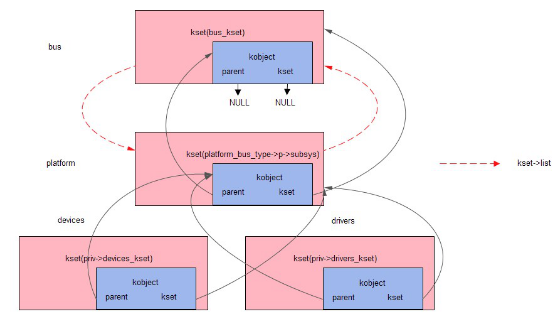 kset(bus_kset)
bus
kobject
parent kset
NULL NULL
kset(platform_bus_type->p->subsys)
platform
kset->list
kobject
parent kset
devices
drivers
kset(priv->devices_kset)
kset(priv->drivers_kset)
kobject
kobject
parent kset
parent kset